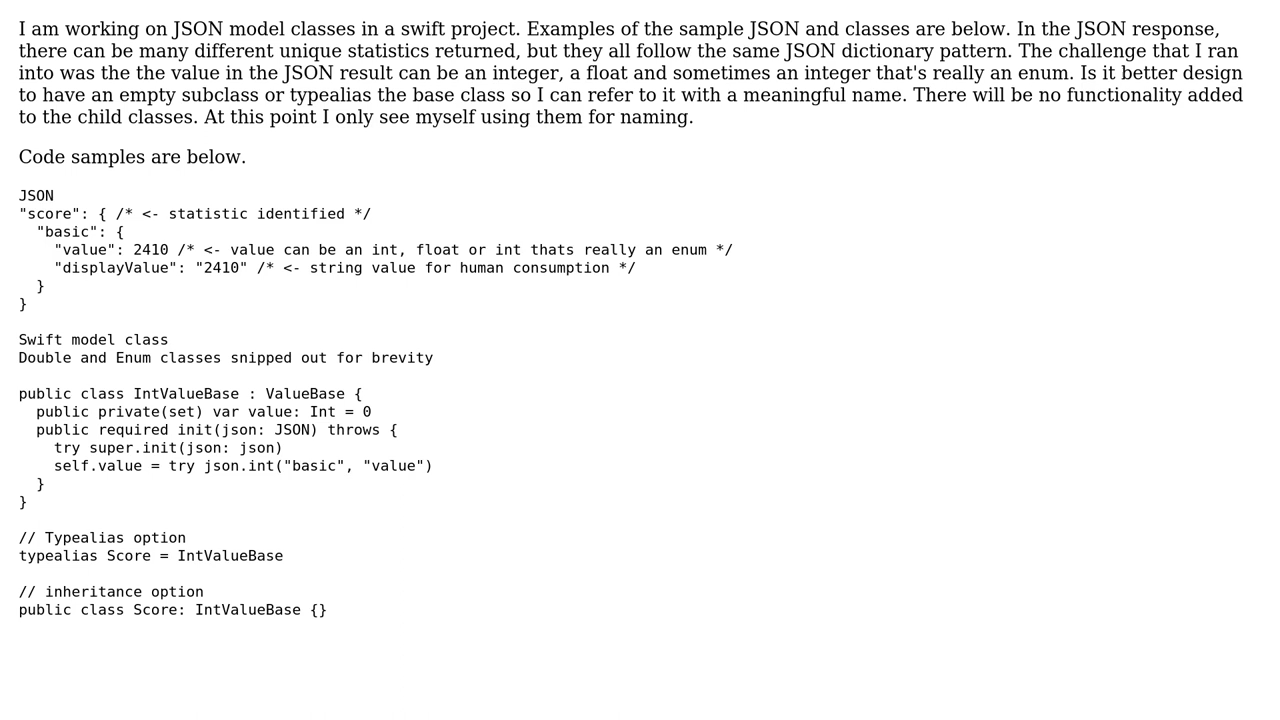 I am working on JSON model classes in a swift project. Examples of the sample JSON and classes are below. In the JSON response,
there can be many different unique statistics returned, but they all follow the same JSON dictionary pattern. The challenge that I ran
into was the the value in the JSON result can be an integer, a float and sometimes an integer that's really an enum. Is it better design
to have an empty subclass or typealias the base class so I can refer to it with a meaningful name. There will be no functionality added
to the child classes. At this point I only see myself using them for naming.
Code samples are below.
JSON
"score": { /* <- statistic identified */
  "basic": {
    "value": 2410 /* <- value can be an int, float or int thats really an enum */
    "displayValue": "2410" /* <- string value for human consumption */
  }
}
Swift model class
Double and Enum classes snipped out for brevity
public class IntValueBase : ValueBase {
  public private(set) var value: Int = 0
  public required init(json: JSON) throws {
    try super.init(json: json)
    self.value = try json.int("basic", "value")
  }
}
// Typealias option
typealias Score = IntValueBase
// inheritance option
public class Score: IntValueBase {}